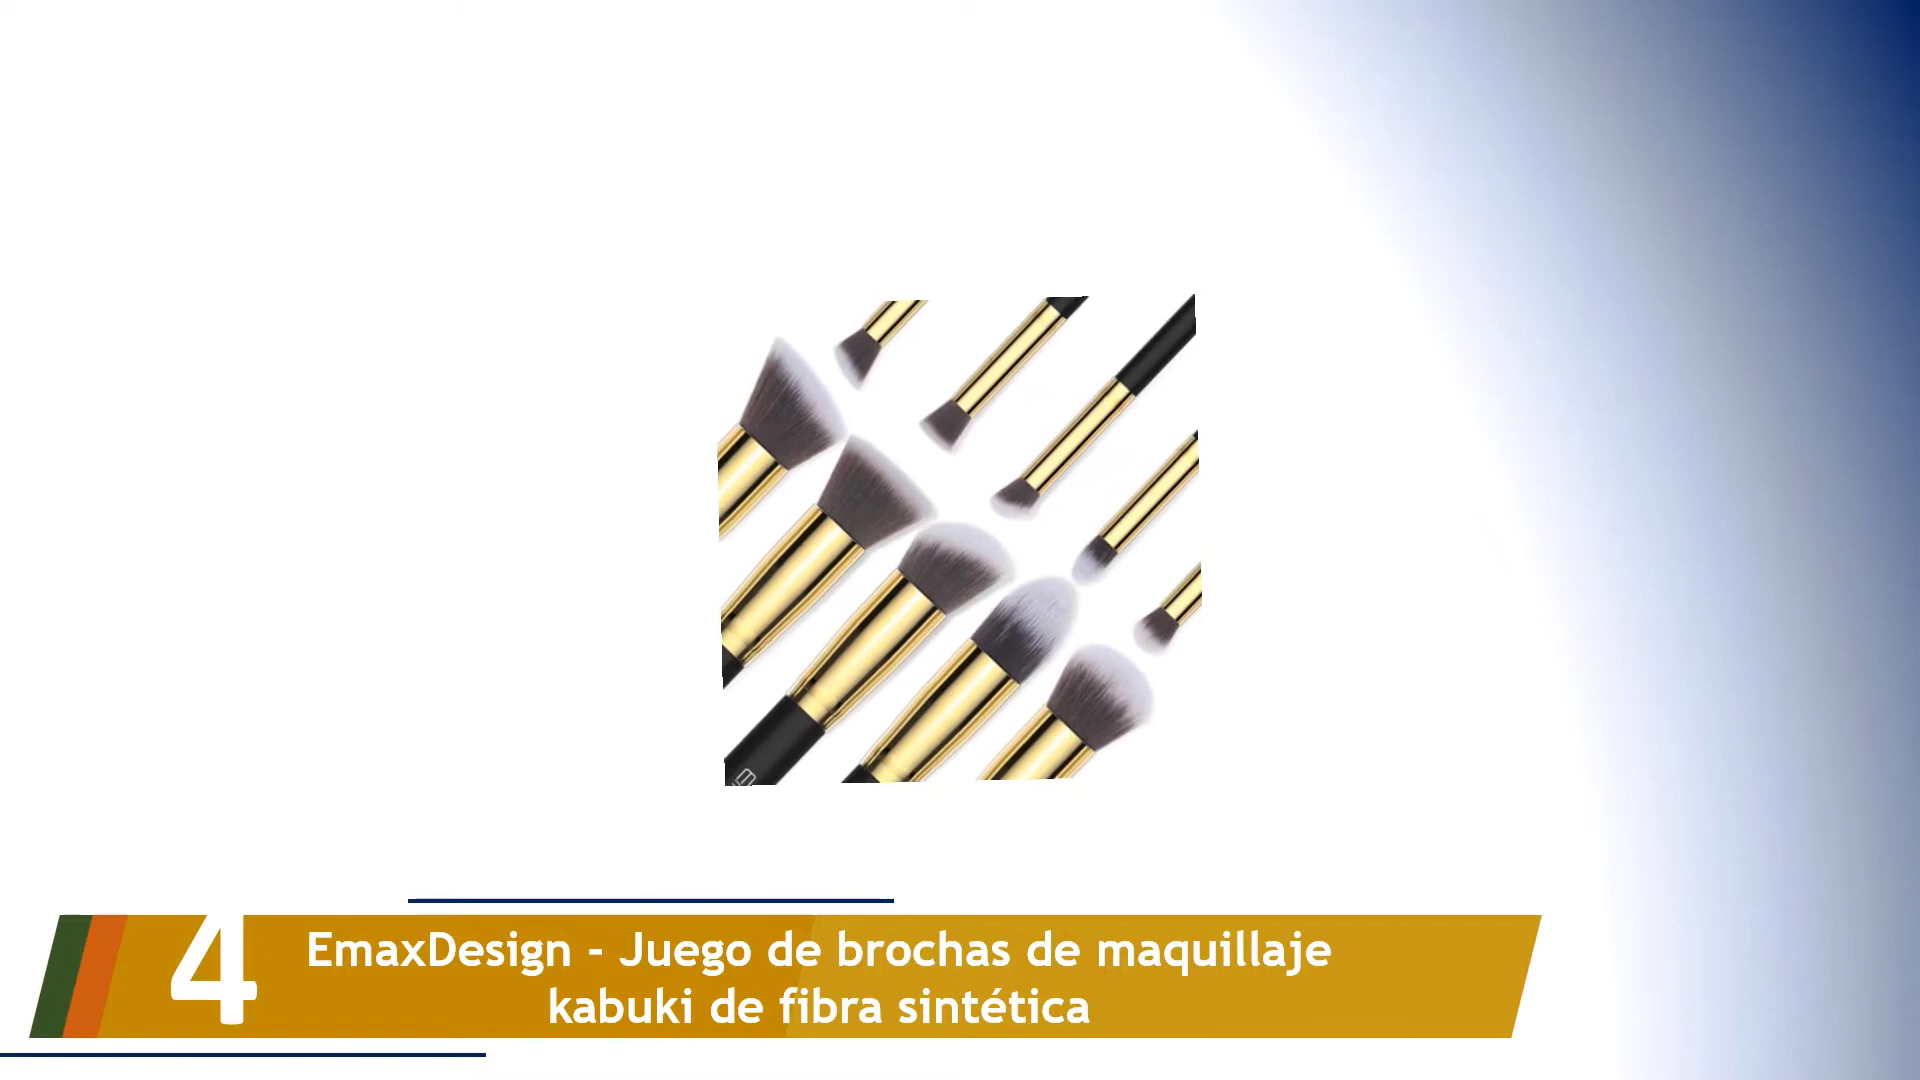 4
EmaxDesign - Juego de brochas de maquillaje
kabuki de fibra sintética